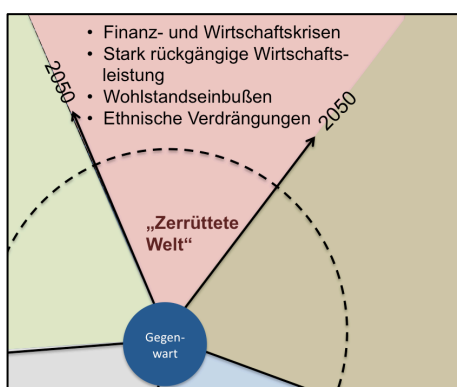 • Finanz- und Wirtschaftskrisen
• Stark rückgängige Wirtschafts-
leistung
• Wohlstandseinbußen
• Ethnische Verdrängungen
2050
2050
„Zerrüttete
Welt“
Gegen-
wart